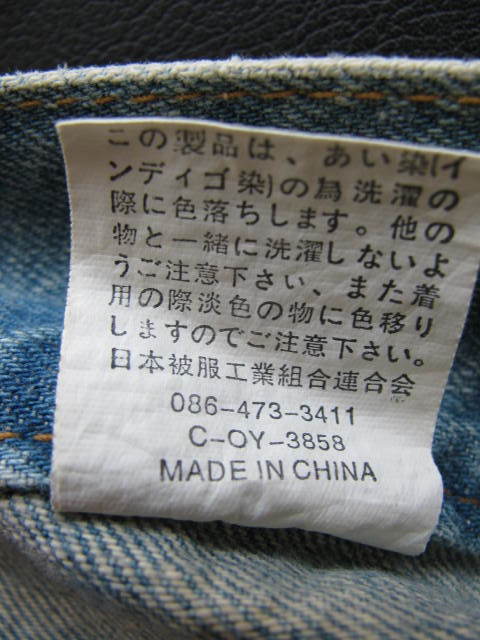 この製品は、あい染(イ
ンディゴ染)の為洗濯の
際に色落ちします。他の
物と一緒に洗濯しないよ
うご注意下さい、また着
用の際淡色の物に色移り
しますのでご注意下さい。
日本被服工業組合連合会
086-473-3411
C-OY-3858
MADE IN CHINA